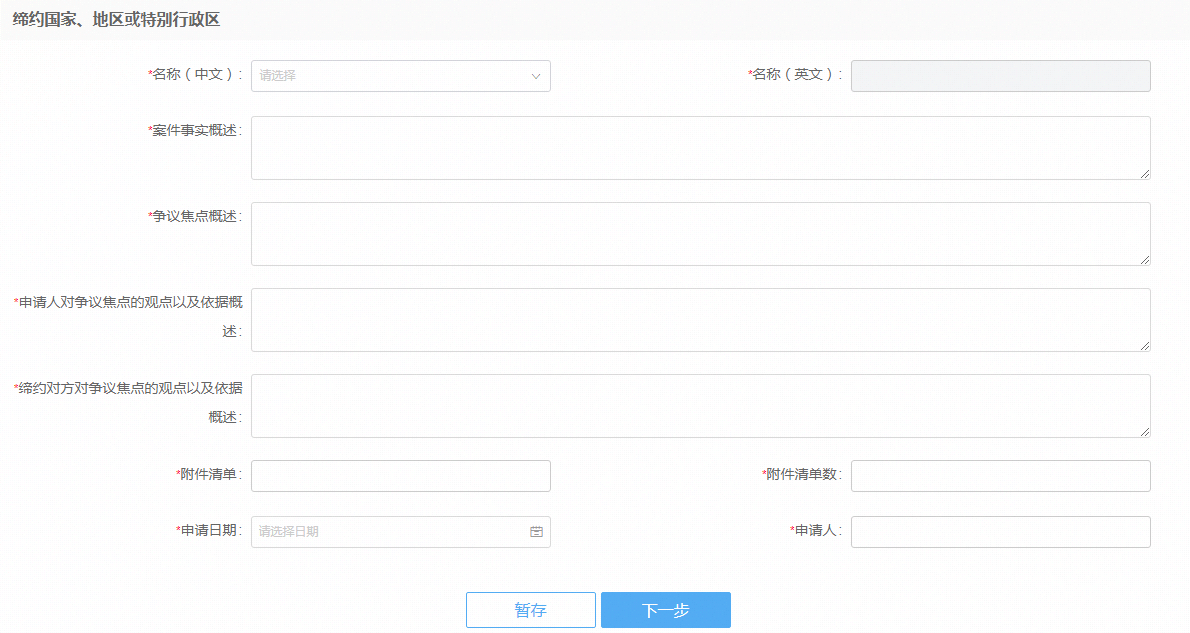 缔约国家、地区或特别行政区
*名称（中文）: 请选择 *名称（英文）:
*案件事实概述:
*争议焦点概述:
*申请人对争议焦点的观点以及依据概
述:
*缔约对方对争议焦点的观点以及依据
概述:
*附件清单: *附件清单数:
*申请日期: 请选择日期 *申请人:
暂存 下一步